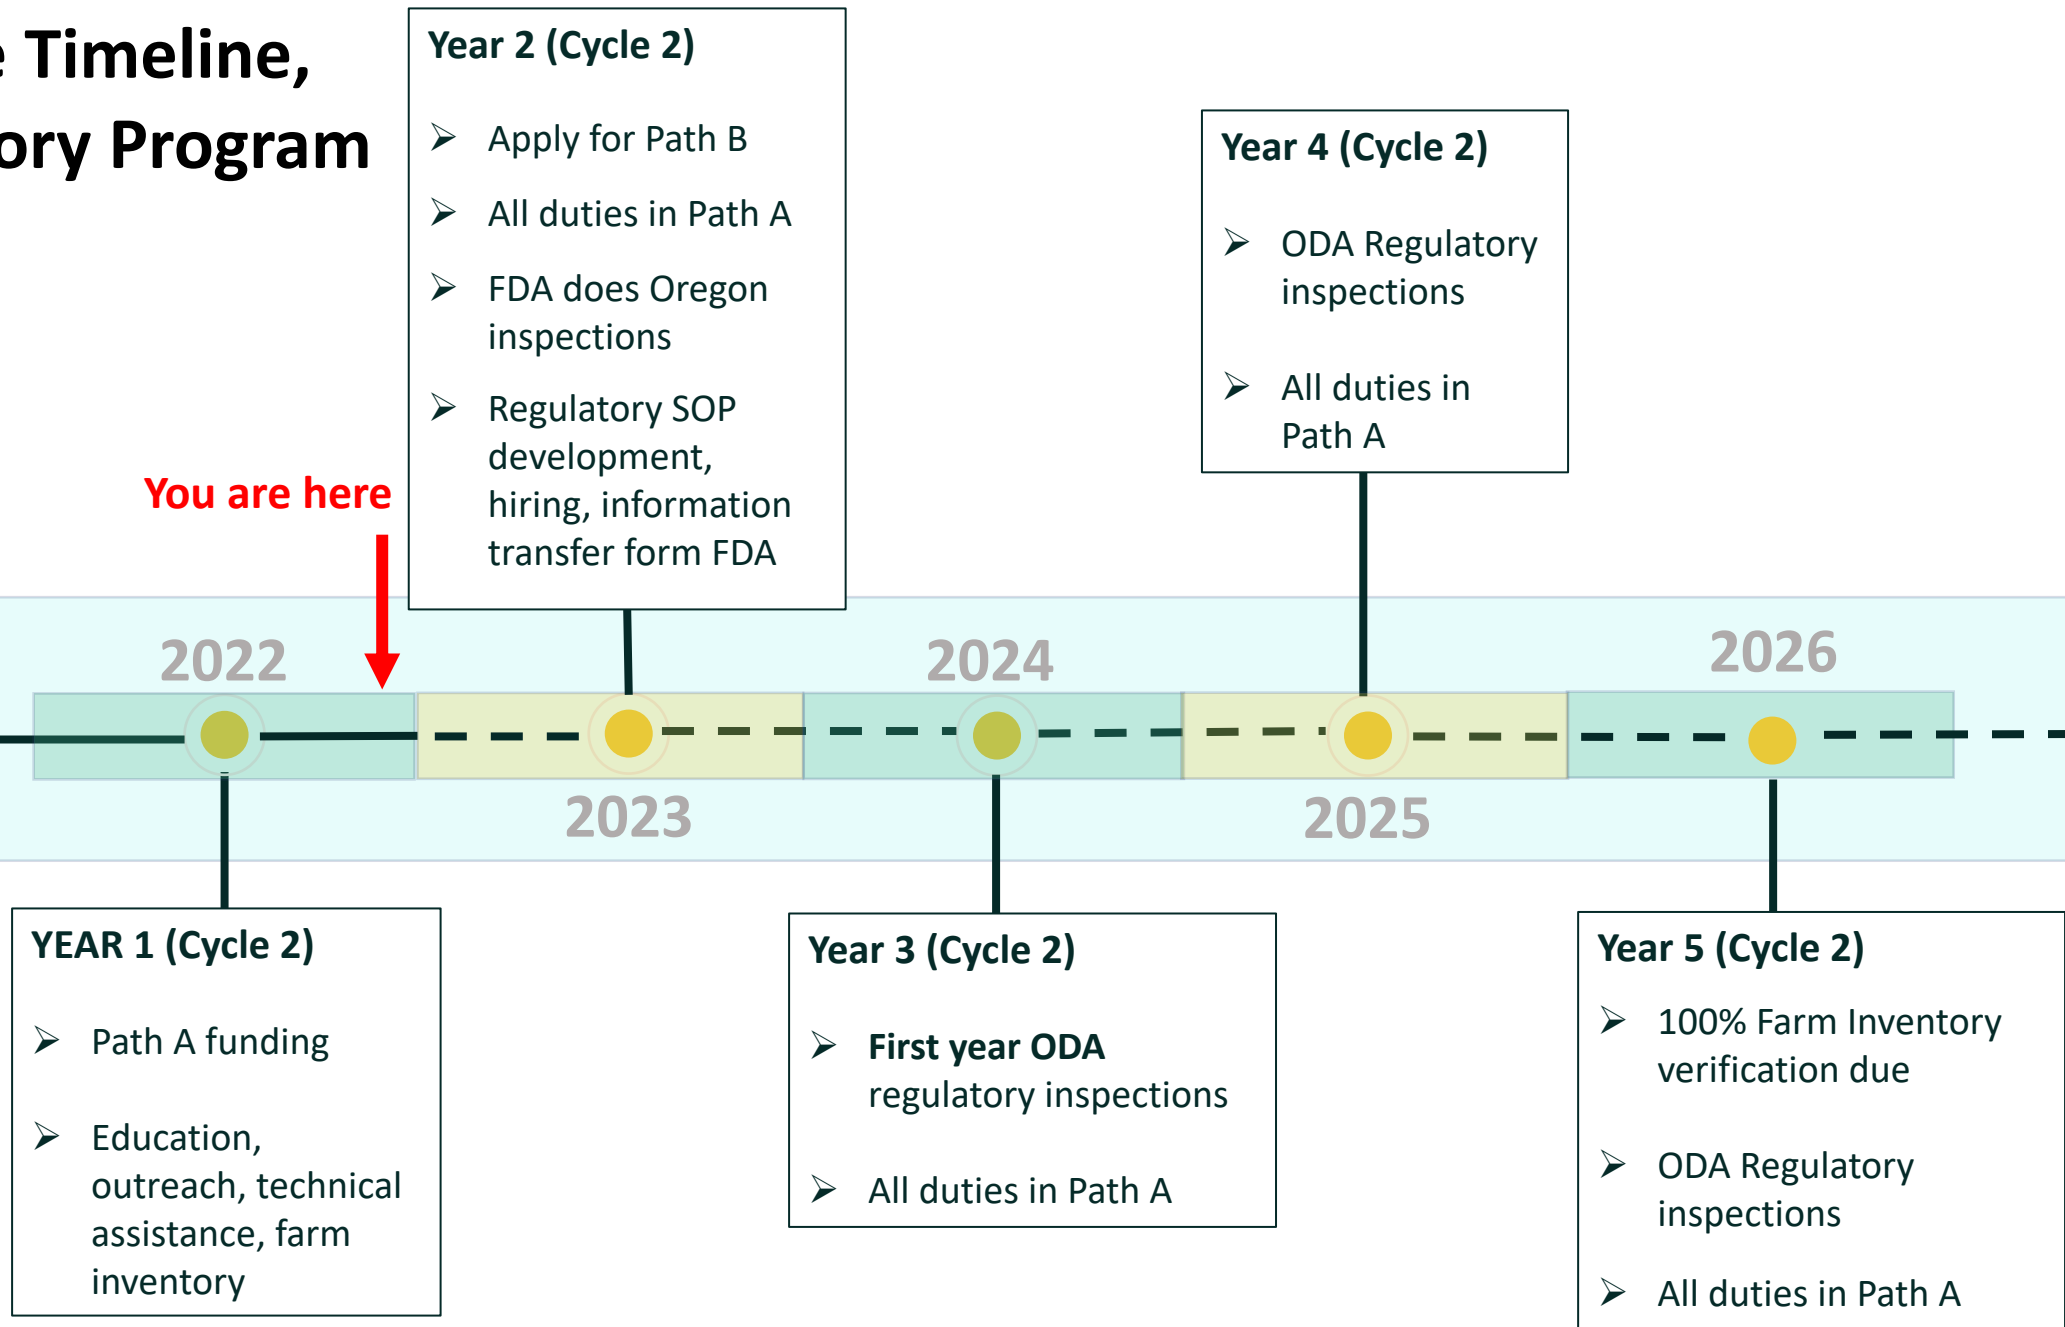 e Timeline,
ory Program
Year 2 (Cycle 2)
➢ Apply for Path B
➢ All duties in Path A
➢ FDA does Oregon
inspections
➢ Regulatory SOP
development,
hiring, information
transfer form FDA
Year 4 (Cycle 2)
➢ ODA Regulatory
inspections
➢ All duties in
Path A
You are here
2022
2023
2024
2025
2026
YEAR 1 (Cycle 2)
➢ Path A funding
➢ Education,
outreach, technical
assistance, farm
inventory
Year 3 (Cycle 2)
➢ First year ODA
regulatory inspections
➢ All duties in Path A
Year 5 (Cycle 2)
➢ 100% Farm Inventory
verification due
➢ ODA Regulatory
inspections
➢ All duties in Path A